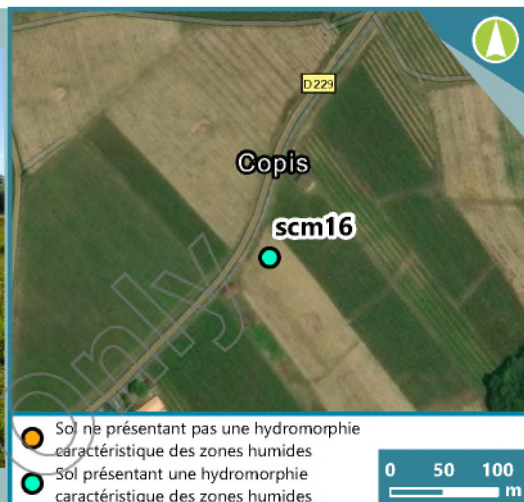 D229
Copis
scm16
only
Sol ne présentant pas une hydromorphie
caractéristique des zones humides
Sol présentant une hydromorphie
caractéristique des zones humides
0 50 100
m